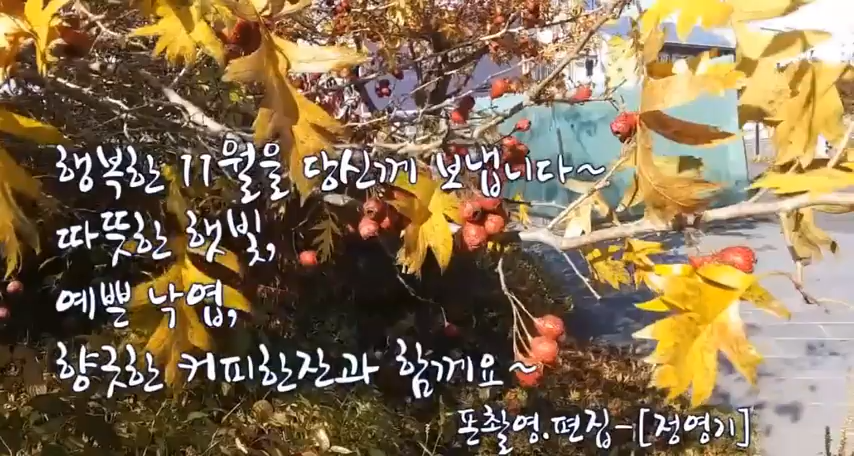 행복한 11월을 당신께 보냅니다~
따뜻한 햇빛,
예쁠 낙엽,
향긋한 커피한잔과 함께요~
폰촬영.편집-[정영기]